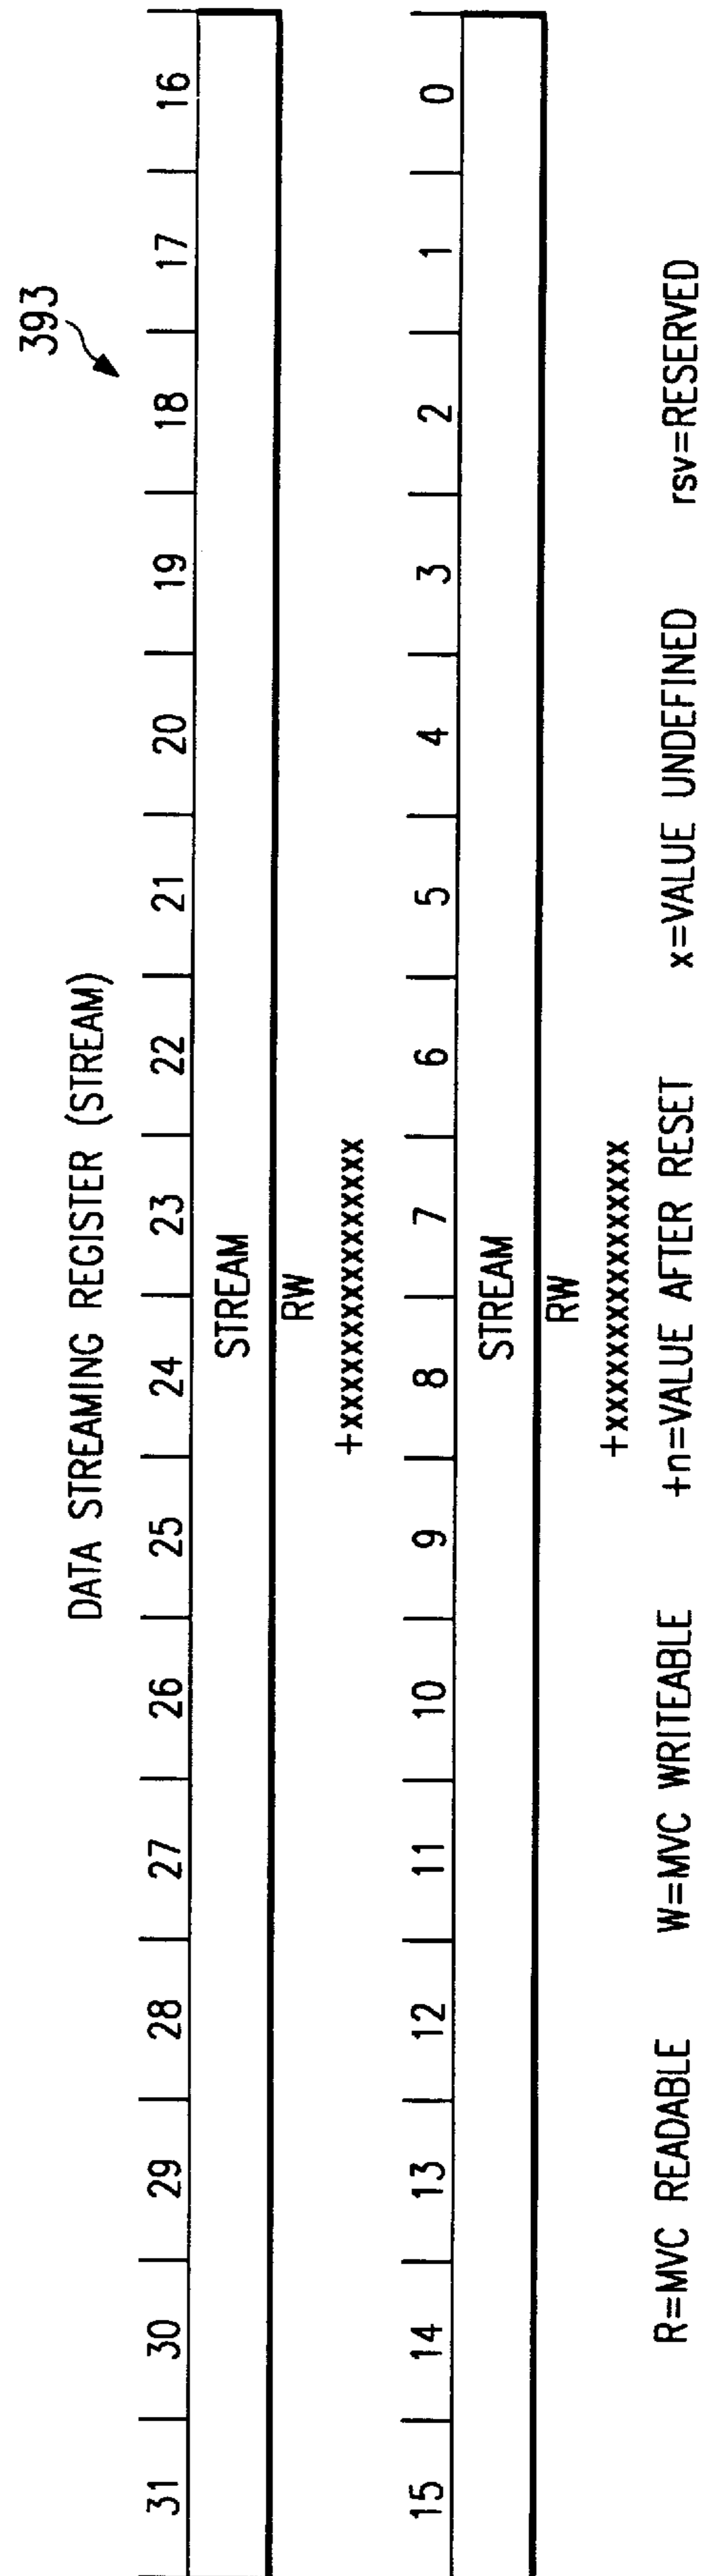 393
DATA STREAMING REGISTER (STREAM)
31 30 29 28 27 26 25 24 23 22 21 20 19 18 17 16
STREAM
RW
+xxxxxxxxxxxxxxxx
15 14 13 12 11 10 9 8 7 6 5 4 3 2 1 0
STREAM
RW
+xxxxxxxxxxxxxxxx
R=MVC READABLE W=MVC WRITEABLE +n=VALUE AFTER RESET x=VALUE UNDEFINED rsv=RESERVED